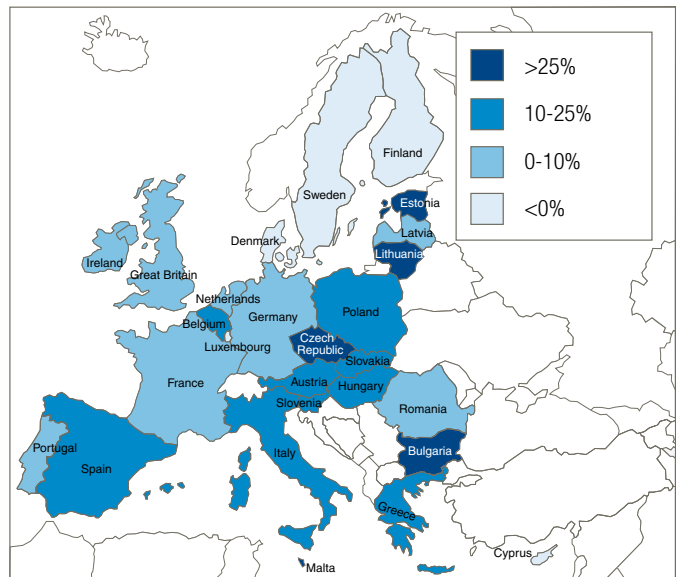 >25%
10-25%
0-10%
<0%
Finland
Sweden
Estonia
Latvia
Lithuania
Denmark
Ireland
Great Britain
Netherlands
Belgium
Germany
Poland
Luxembourg
Czech
Republic
Slovakia
France
Austria
Hungary
Slovenia
Romania
Portugal
Spain
Italy
Bulgaria
Greece
Cyprus
Malta